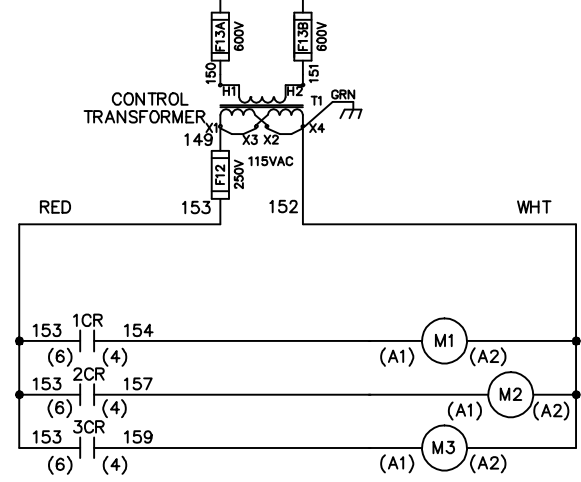 F13A 600V F13B 600V
150 151
H1 H2 GRN
CONTROL T1
TRANSFORMER X1 X3 X2 X4
149 115VAC
F12 250V
RED 153 152 WHT
1CR
153 154 M1
(6) (4) (A1) (A2)
2CR
153 157 M2
(6) (4) (A1) (A2)
3CR
153 159 M3
(6) (4) (A1) (A2)